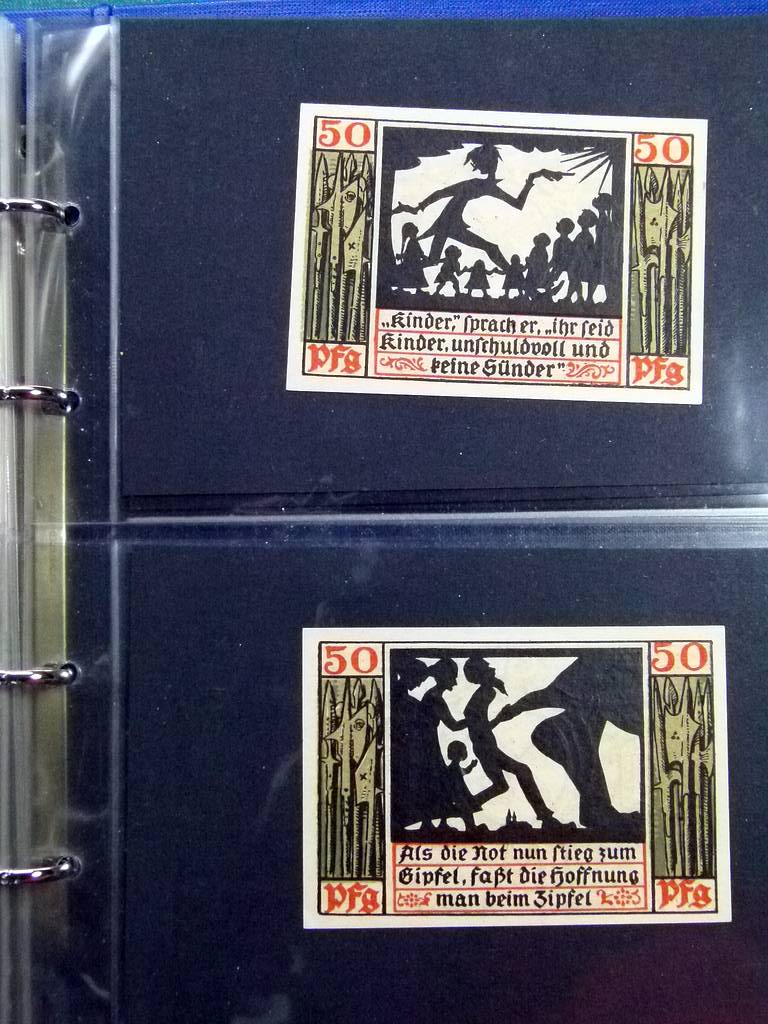 50 50
„Kinder," sprach er, „ihr seid
Kinder, unschuldvoll und
keine Sünder"
Pfg Pfg
50 50
Als die Not nun stieg zum
Gipfel, faßt die Hoffnung
man beim Zipfel
Pfg Pfg